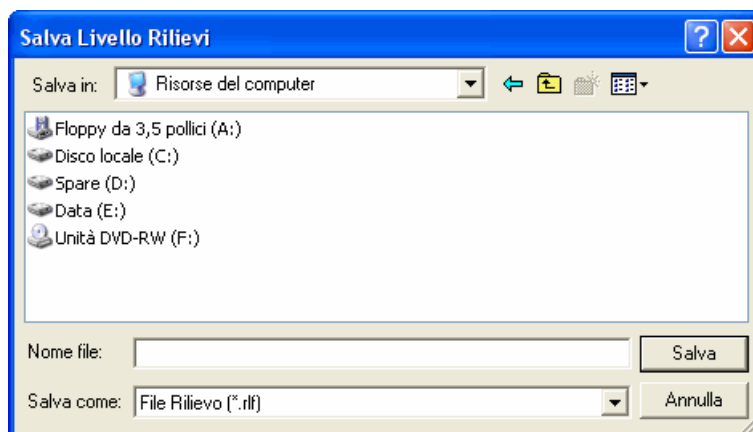 Salva Livello Rilievi
Salva in: Risorse del computer
Floppy da 3,5 pollici (A:)
Disco locale (C:)
Spare (D:)
Data (E:)
Unità DVD-RW (F:)
Nome file: Salva
Salva come: File Rilievo (*.rlf) Annulla